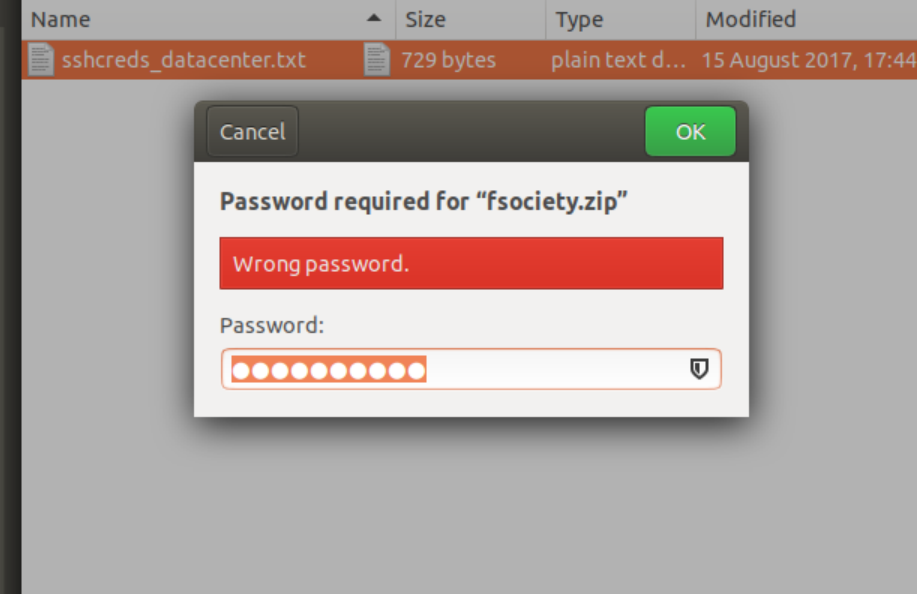 Name Size Type Modified
sshcreds_datacenter.txt 729 bytes plain text d... 15 August 2017, 17:44
Cancel OK
Password required for “fsociety.zip”
Wrong password.
Password: